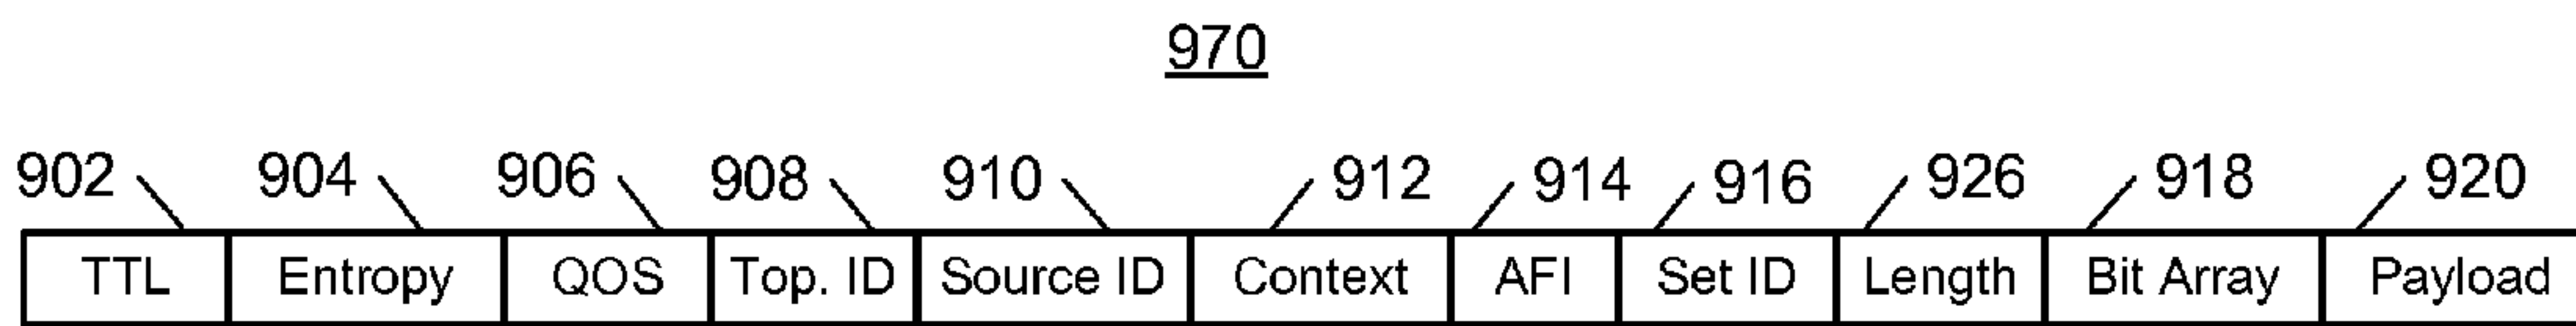 970
902 904 906 908 910 912 914 916 926 918 920
TTL Entropy QOS Top. ID Source ID Context AFI Set ID Length Bit Array Payload